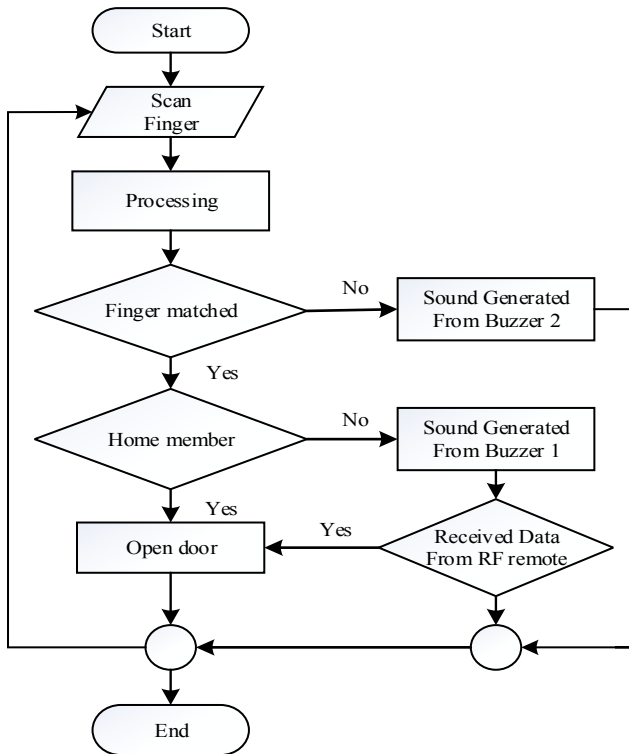 Start
Scan
Finger
Processing
Finger matched
No
Sound Generated
From Buzzer 2
Yes
Home member
No
Sound Generated
From Buzzer 1
Yes
Open door
Yes
Received Data
From RF remote
End